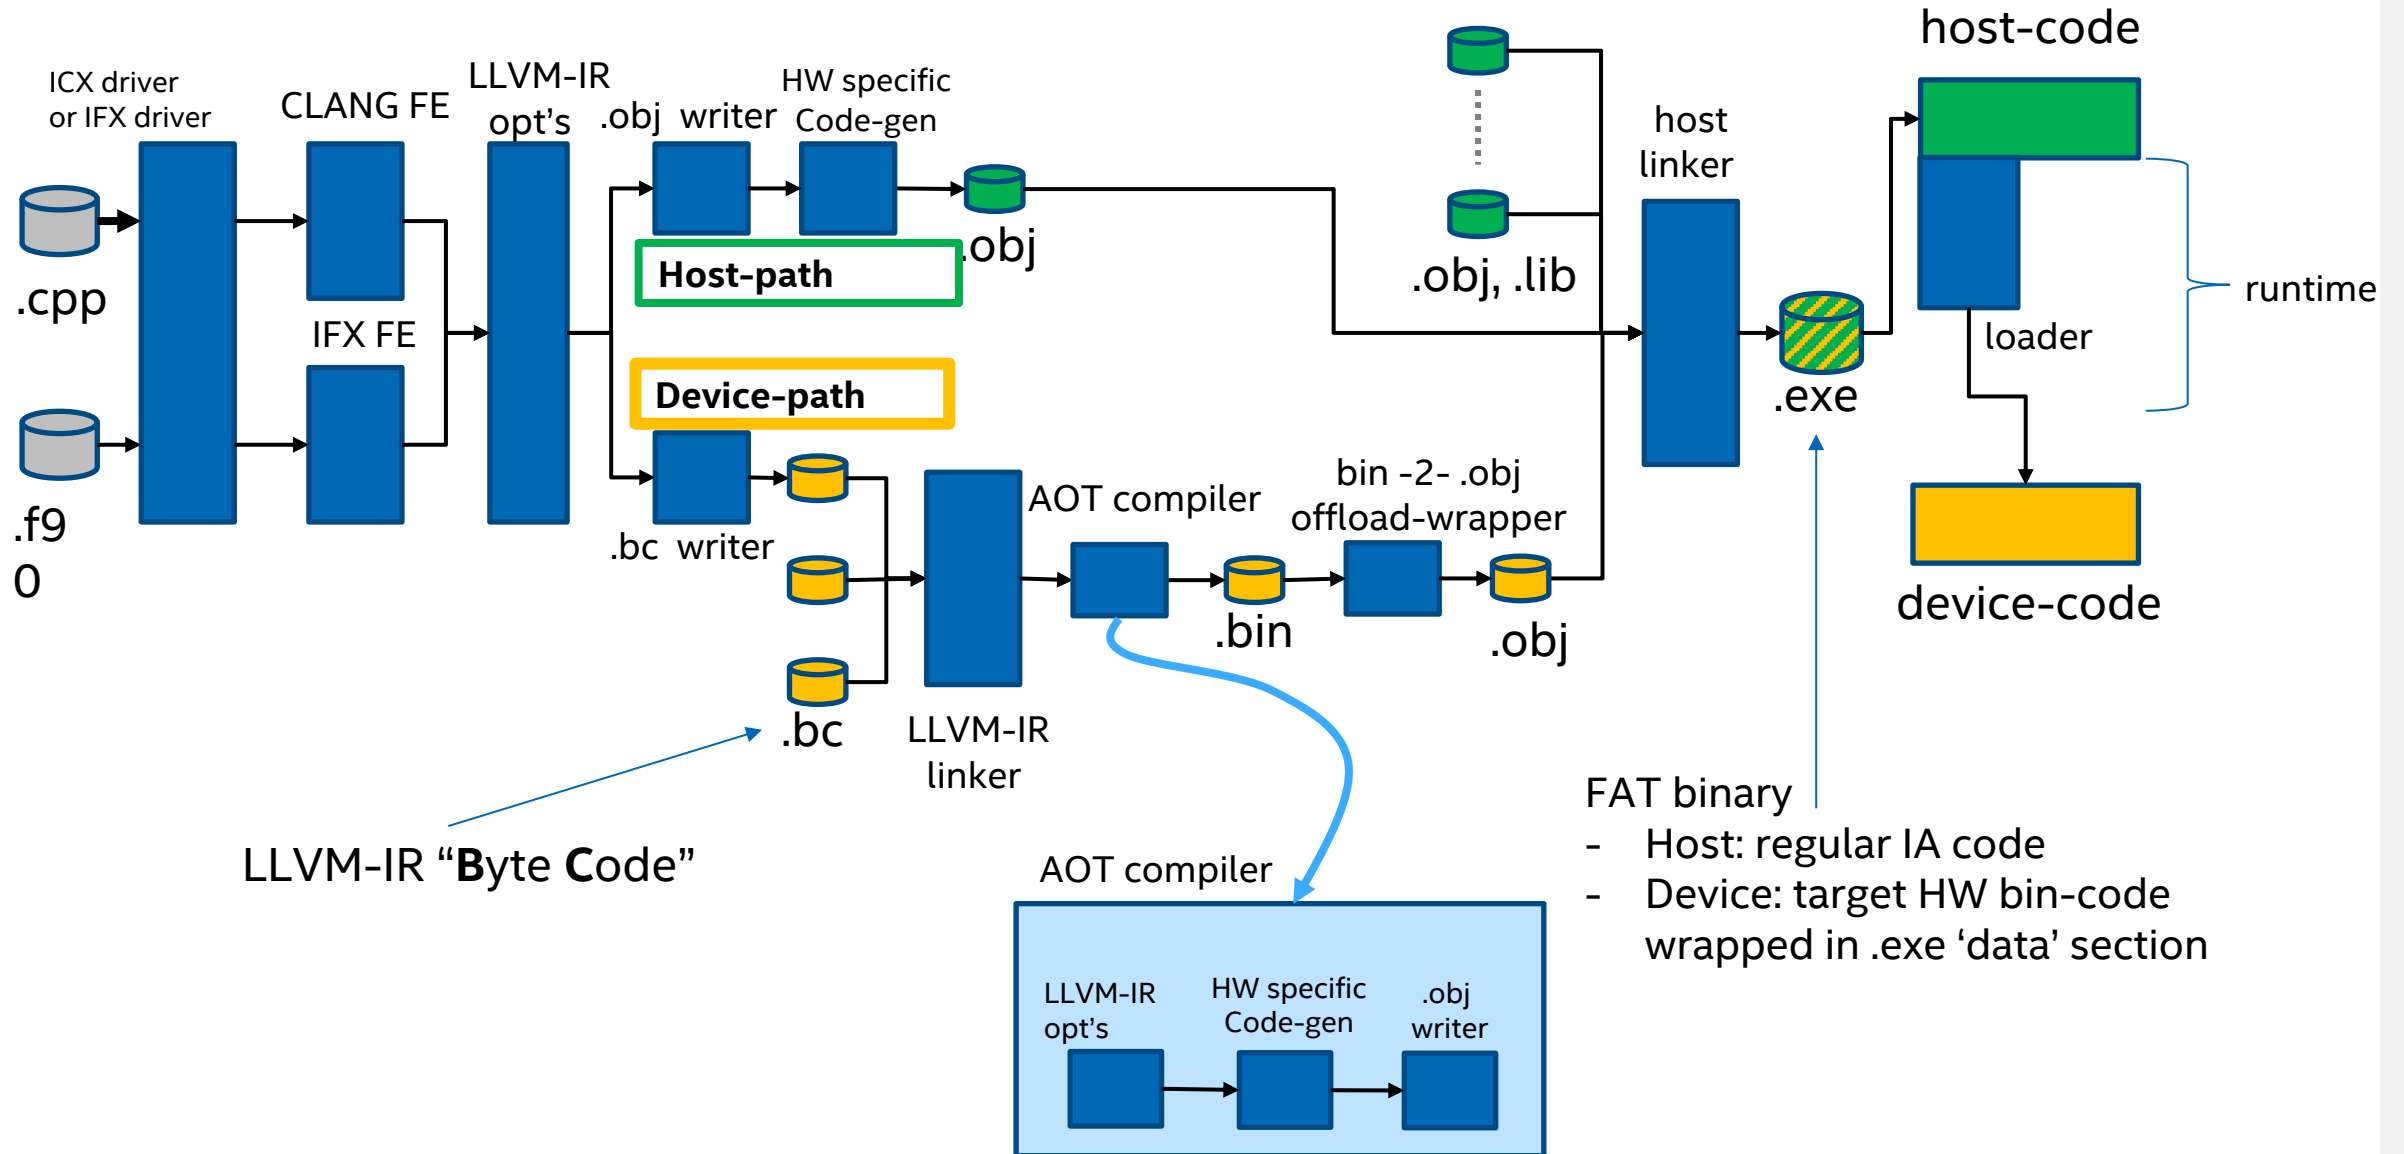 host-code
ICX driver
or IFX driver
CLANG FE
LLVM-IR
opt’s
.obj writer
HW specific
Code-gen
host
linker
.cpp
Host-path
.obj
.obj, .lib
runtime
IFX FE
loader
Device-path
.exe
.f9
0
.bc writer
AOT compiler
bin -2- .obj
offload-wrapper
.bin
.obj
device-code
.bc
LLVM-IR
linker
LLVM-IR “Byte Code”
FAT binary
- Host: regular IA code
- Device: target HW bin-code
wrapped in .exe ‘data’ section
AOT compiler
LLVM-IR
opt’s
HW specific
Code-gen
.obj
writer